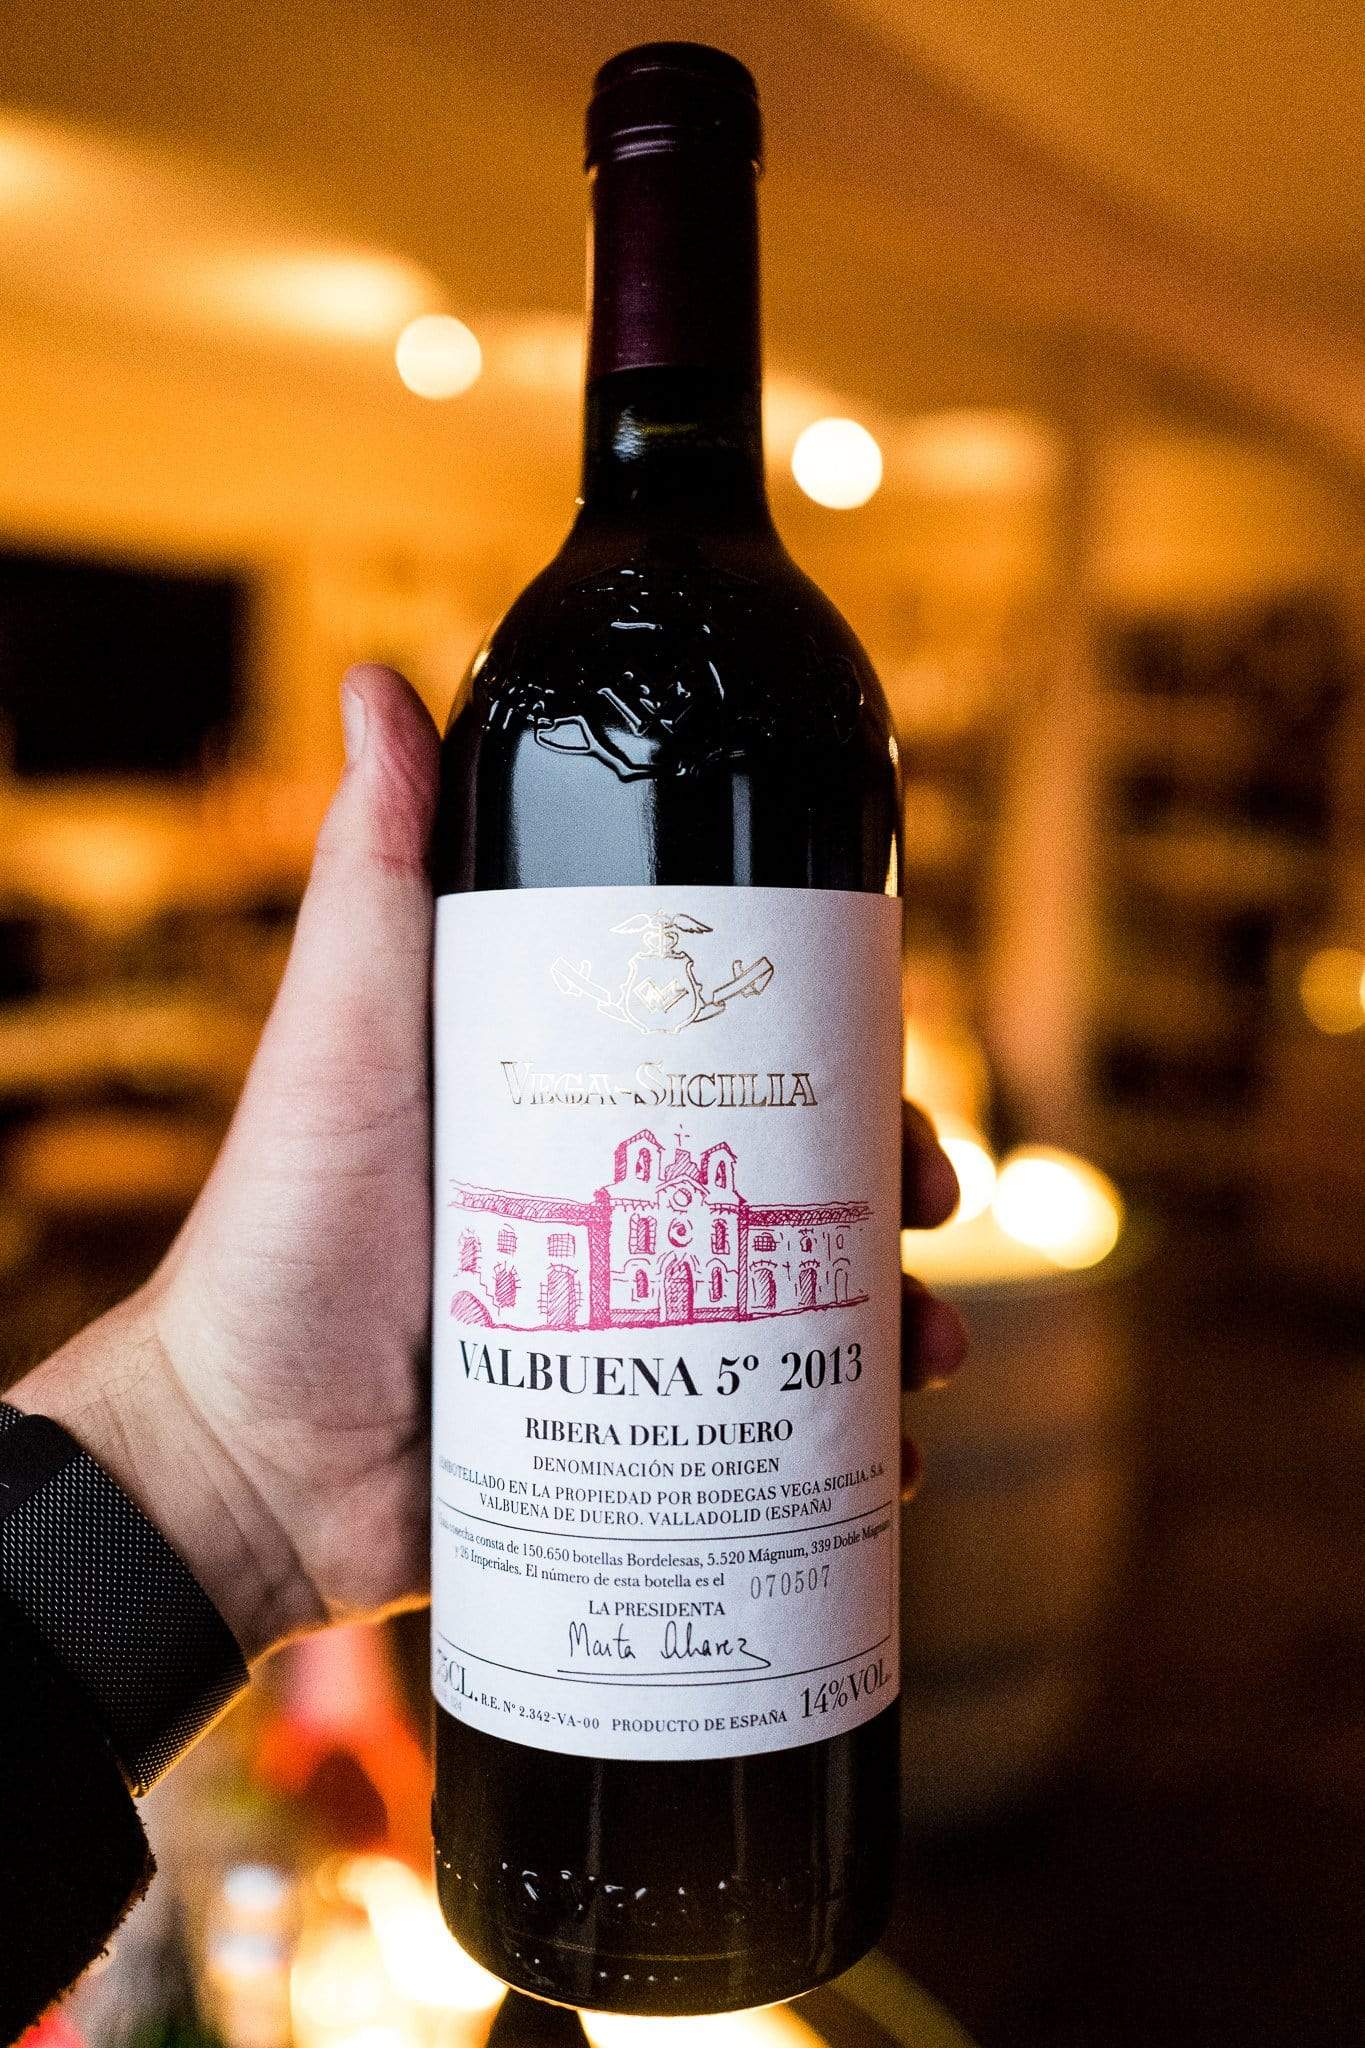 VEGA-SICILIA
VALBUENA 5º 2013
RIBERA DEL DUERO
DENOMINACIÓN DE ORIGEN
EMBOTELLADO EN LA PROPIEDAD POR BODEGAS VEGA SICILIA, S.A.
VALBUENA DE DUERO. VALLADOLID (ESPAÑA)
cosecha consta de 150.650 botellas Bordelesas, 5.520 Mágnum, 339 Doble Mágnum
y 26 Imperiales. El número de esta botella es el 070507
LA PRESIDENTA
Marta Alvarez
75CL. R.E. Nº 2.342-VA-00 PRODUCTO DE ESPAÑA 14%VOL.